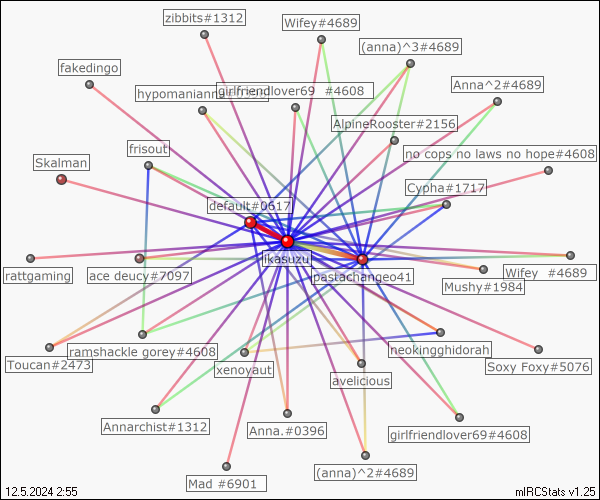 zibbits#1312
Wifey#4689
(anna)^3#4689
fakedingo
hypomanianna
girlfriendlover69 #4608
Anna^2#4689
AlpineRooster#2156
frisout
no cops no laws no hope#4608
Skalman
Cypha#1717
default#0617
ikasuzu
rattgaming
ace deucy#7097
pastachangeo41
Wifey #4689
Mushy#1984
Toucan#2473
ramshackle gorey#4608
xenoyaut
neokingghidorah
avelicious
Soxy Foxy#5076
Annarchist#1312
Anna.#0396
girlfriendlover69#4608
Mad #6901
(anna)^2#4689
12.5.2024 2:55
mIRCStats v1.25